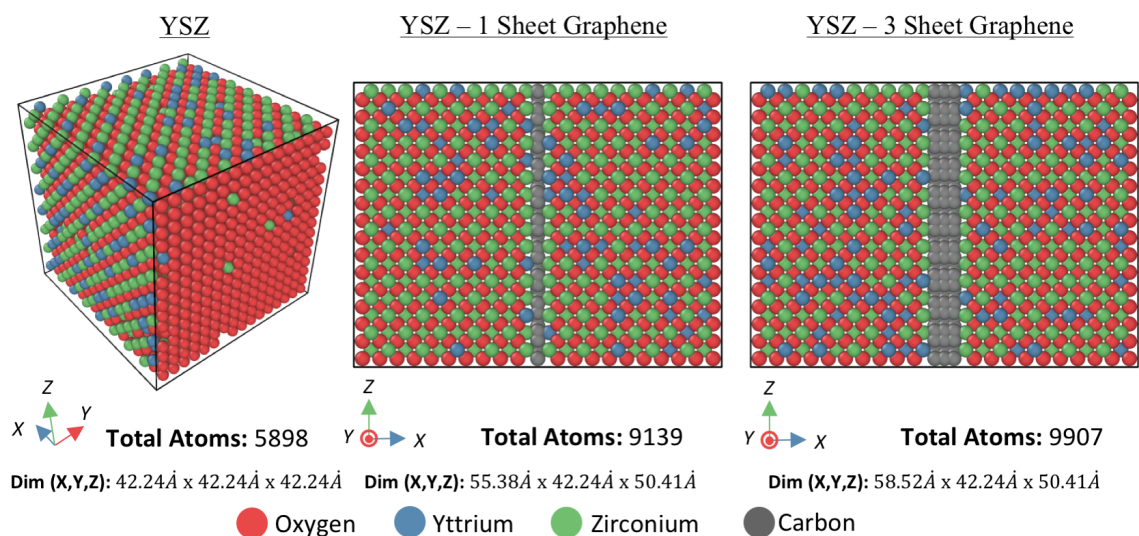 YSZ
YSZ – 1 Sheet Graphene
YSZ – 3 Sheet Graphene
Z
Y
X
Total Atoms: 5898
Dim (X,Y,Z): 42.24Å x 42.24Å x 42.24Å
Z
Y
X
Total Atoms: 9139
Dim (X,Y,Z): 55.38Å x 42.24Å x 50.41Å
Z
Y
X
Total Atoms: 9907
Dim (X,Y,Z): 58.52Å x 42.24Å x 50.41Å
Oxygen
Yttrium
Zirconium
Carbon